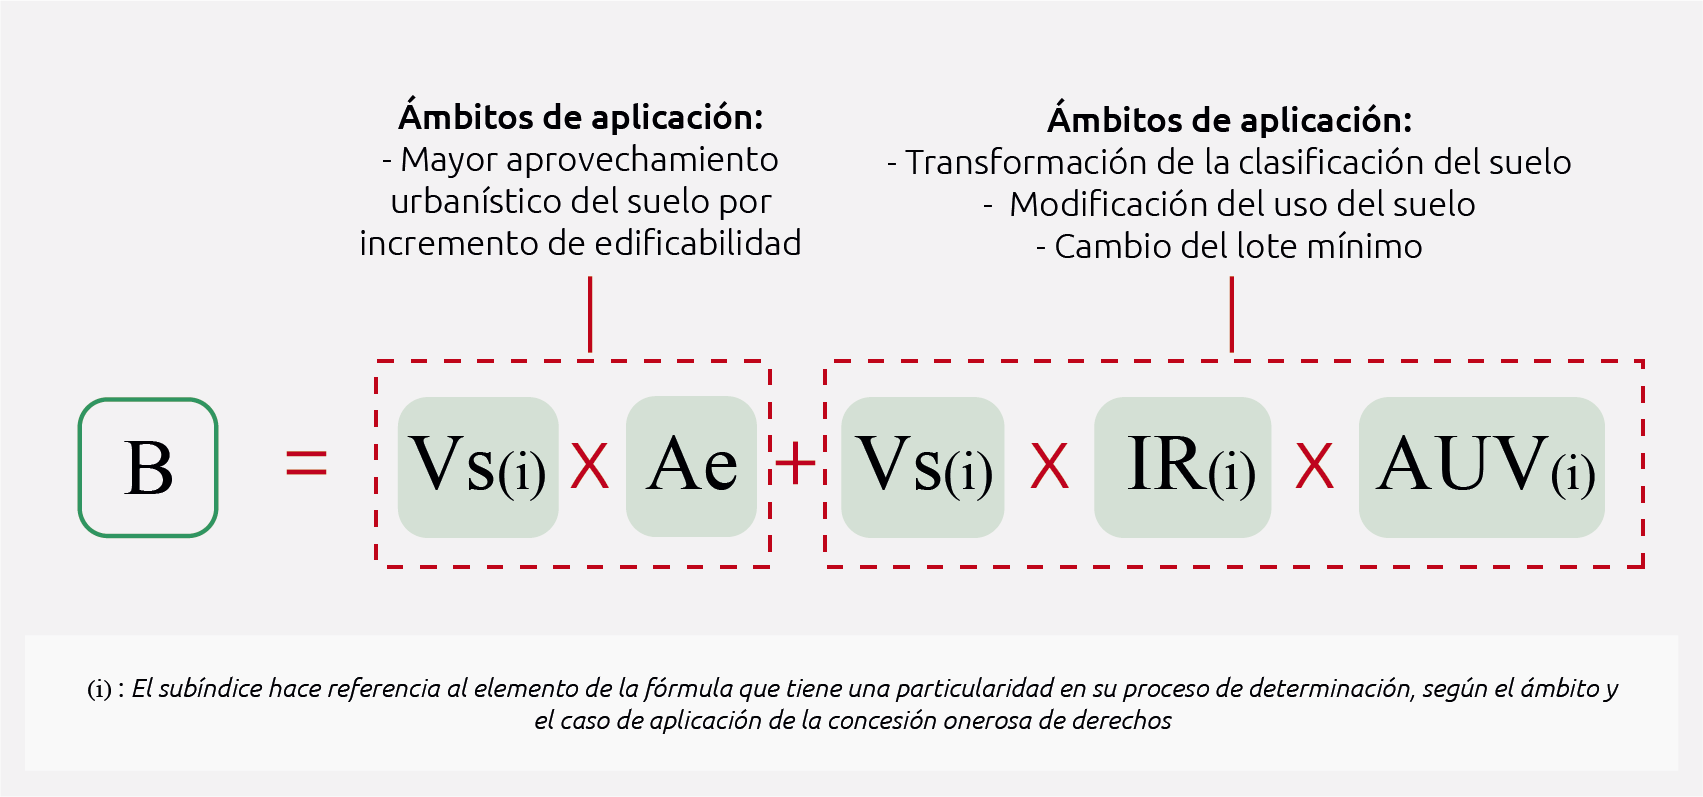 Ámbitos de aplicación:
- Mayor aprovechamiento
urbanístico del suelo por
incremento de edificabilidad
Ámbitos de aplicación:
- Transformación de la clasificación del suelo
- Modificación del uso del suelo
- Cambio del lote mínimo
B = Vs(i) X Ae + Vs(i) X IR(i) X AUV(i)
(i) : El subíndice hace referencia al elemento de la fórmula que tiene una particularidad en su proceso de determinación, según el ámbito y
el caso de aplicación de la concesión onerosa de derechos